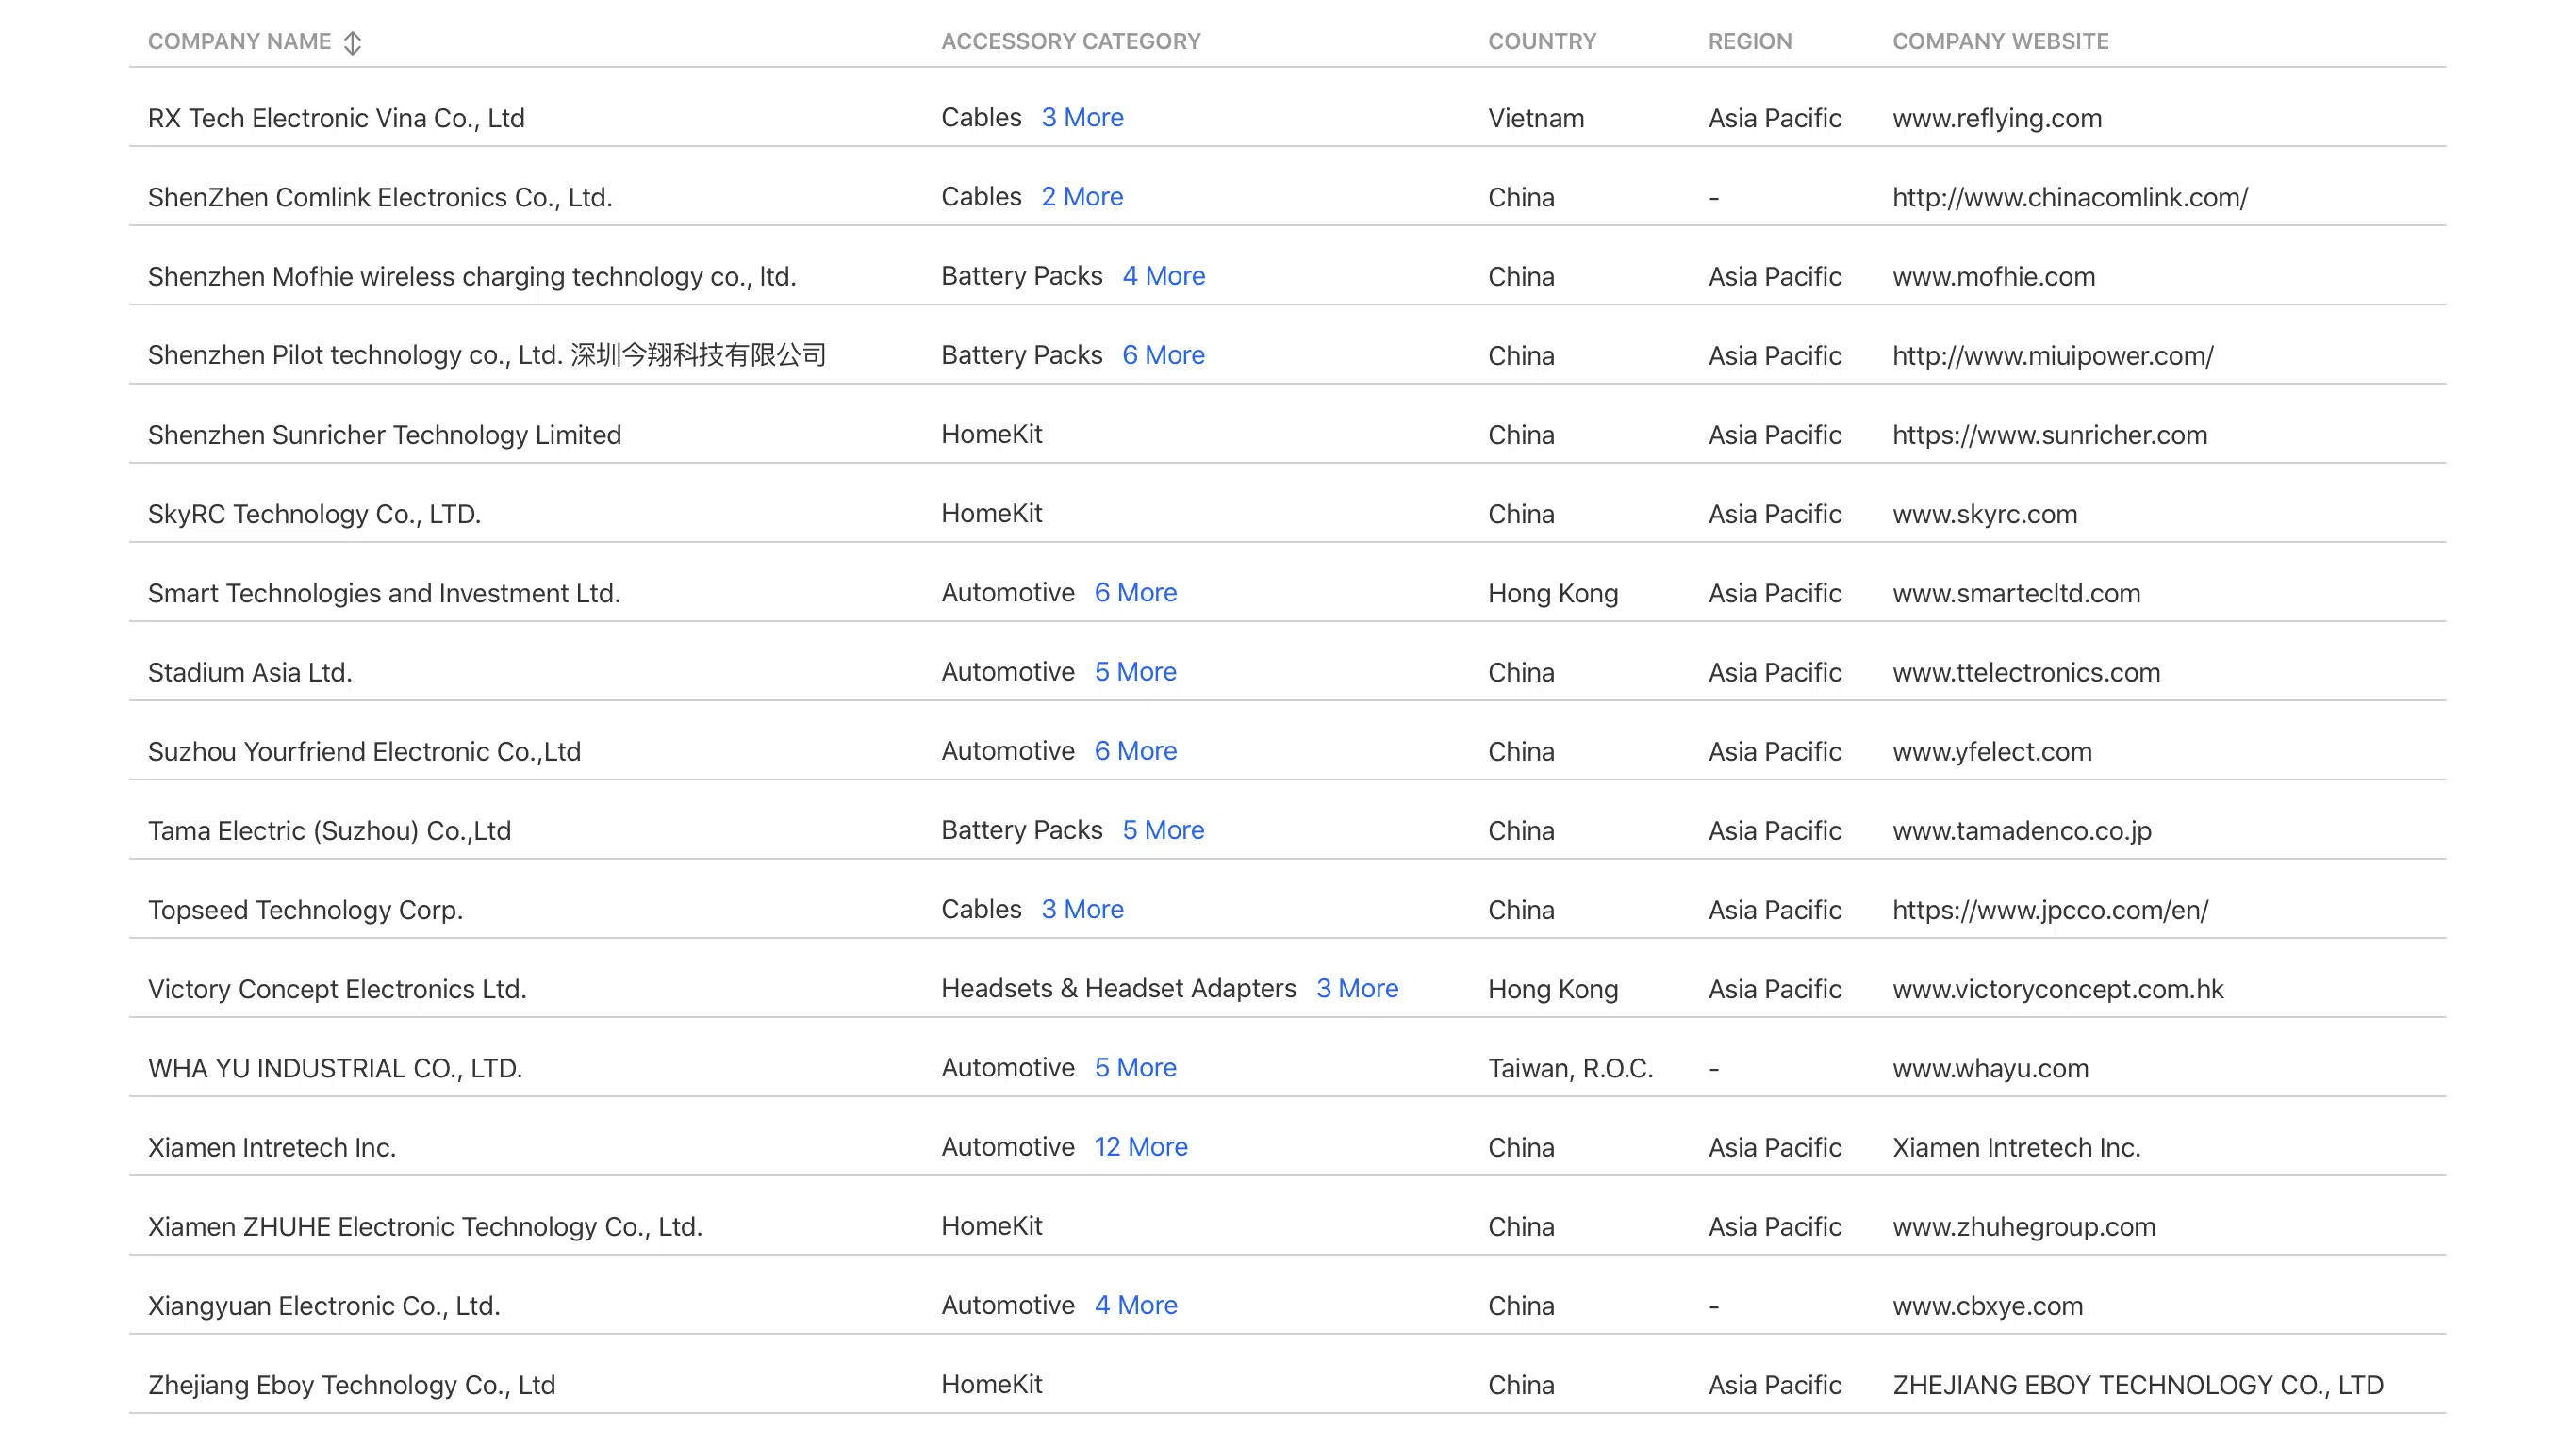 COMPANY NAME ACCESSORY CATEGORY COUNTRY REGION COMPANY WEBSITE
RX Tech Electronic Vina Co., Ltd Cables 3 More Vietnam Asia Pacific www.reflying.com
ShenZhen Comlink Electronics Co., Ltd. Cables 2 More China - http://www.chinacomlink.com/
Shenzhen Mofhie wireless charging technology co., ltd. Battery Packs 4 More China Asia Pacific www.mofhie.com
Shenzhen Pilot technology co., Ltd. 深圳今翔科技有限公司 Battery Packs 6 More China Asia Pacific http://www.miuipower.com/
Shenzhen Sunricher Technology Limited HomeKit China Asia Pacific https://www.sunricher.com
SkyRC Technology Co., LTD. HomeKit China Asia Pacific www.skyrc.com
Smart Technologies and Investment Ltd. Automotive 6 More Hong Kong Asia Pacific www.smartecltd.com
Stadium Asia Ltd. Automotive 5 More China Asia Pacific www.ttelectronics.com
Suzhou Yourfriend Electronic Co.,Ltd Automotive 6 More China Asia Pacific www.yfelect.com
Tama Electric (Suzhou) Co.,Ltd Battery Packs 5 More China Asia Pacific www.tamadenco.co.jp
Topseed Technology Corp. Cables 3 More China Asia Pacific https://www.jpcco.com/en/
Victory Concept Electronics Ltd. Headsets & Headset Adapters 3 More Hong Kong Asia Pacific www.victoryconcept.com.hk
WHA YU INDUSTRIAL CO., LTD. Automotive 5 More Taiwan, R.O.C. - www.whayu.com
Xiamen Intretech Inc. Automotive 12 More China Asia Pacific Xiamen Intretech Inc.
Xiamen ZHUHE Electronic Technology Co., Ltd. HomeKit China Asia Pacific www.zhuhegroup.com
Xiangyuan Electronic Co., Ltd. Automotive 4 More China - www.cbxye.com
Zhejiang Eboy Technology Co., Ltd HomeKit China Asia Pacific ZHEJIANG EBOY TECHNOLOGY CO., LTD